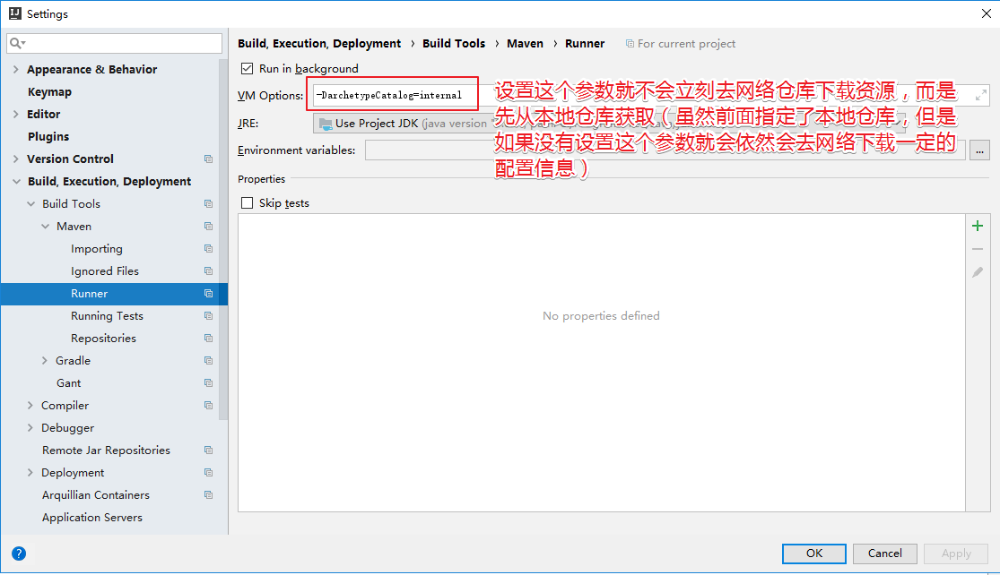 Settings
Appearance & Behavior
Keymap
Editor
Plugins
Version Control
Build, Execution, Deployment
Build Tools
Maven
Importing
Ignored Files
Runner
Running Tests
Repositories
Gradle
Gant
Compiler
Debugger
Remote Jar Repositories
Deployment
Arquillian Containers
Application Servers
?
Build, Execution, Deployment › Build Tools › Maven › Runner For current project
Run in background
VM Options: -DarchetypeCatalog=internal
设置这个参数就不会立刻去网络仓库下载资源，而是
先从本地仓库获取（虽然前面指定了本地仓库，但是
如果没有设置这个参数就会依然会去网络下载一定的
配置信息）
JRE: Use Project JDK (java version
Environment variables: ...
Properties
Skip tests
No properties defined
OK Cancel Apply